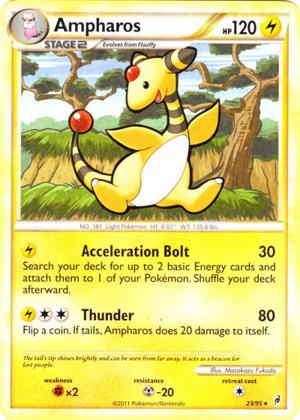 Ampharos HP 120
STAGE 2 Evolves from Flaaffy
NO. 181 Light Pokémon HT: 4'07" WT: 135.6 lbs.
Acceleration Bolt 30
Search your deck for up to 2 basic Energy cards and
attach them to 1 of your Pokémon. Shuffle your deck
afterward.
Thunder 80
Flip a coin. If tails, Ampharos does 20 damage to itself.
The tail's tip shines brightly and can be seen from far away. It acts as a beacon for
lost people.
Illus. Masakazu Fukuda
weakness resistance retreat cost
×2 -20
©2011 Pokémon/Nintendo 23/95 ★